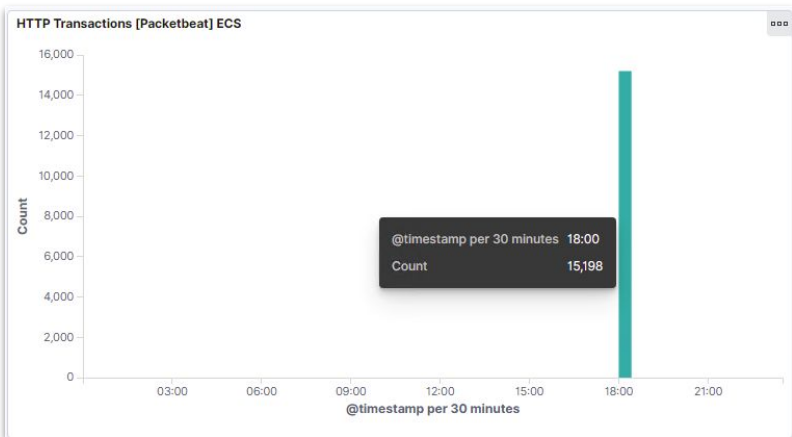 HTTP Transactions [Packetbeat] ECS
16,000
14,000
12,000
10,000
8,000
6,000
4,000
2,000
0
Count
@timestamp per 30 minutes 18:00
Count 15,198
03:00 06:00 09:00 12:00 15:00 18:00 21:00
@timestamp per 30 minutes